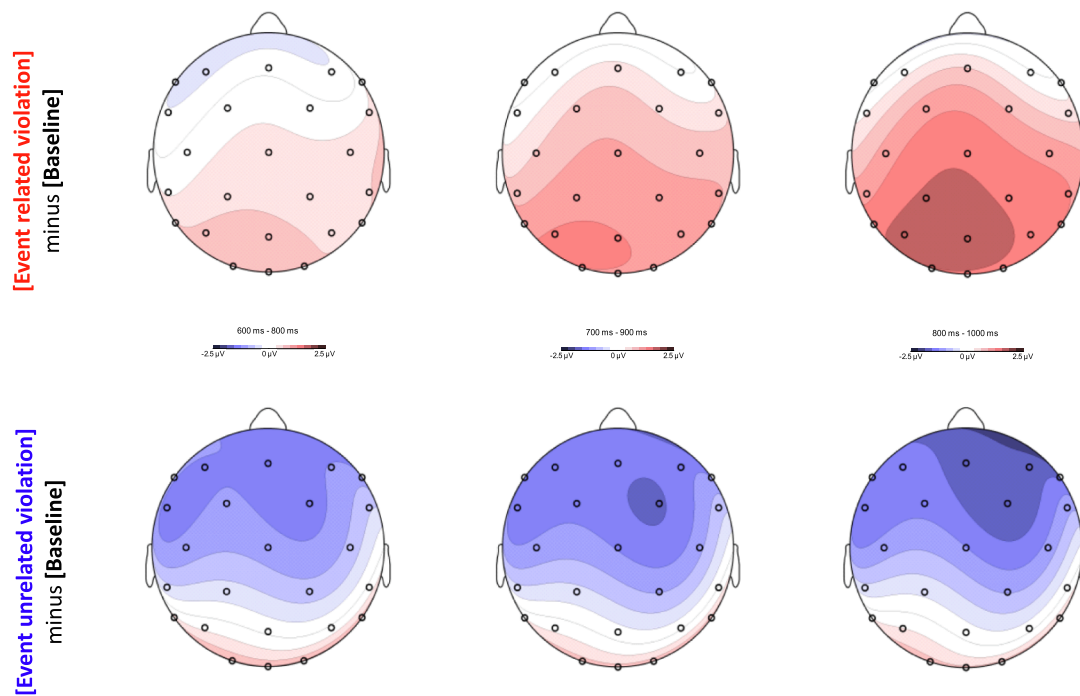 [Event related violation]
minus [Baseline]
600 ms - 800 ms
-2.5 µV 0 µV 2.5 µV
700 ms - 900 ms
-2.5 µV 0 µV 2.5 µV
800 ms - 1000 ms
-2.5 µV 0 µV 2.5 µV
[Event unrelated violation]
minus [Baseline]